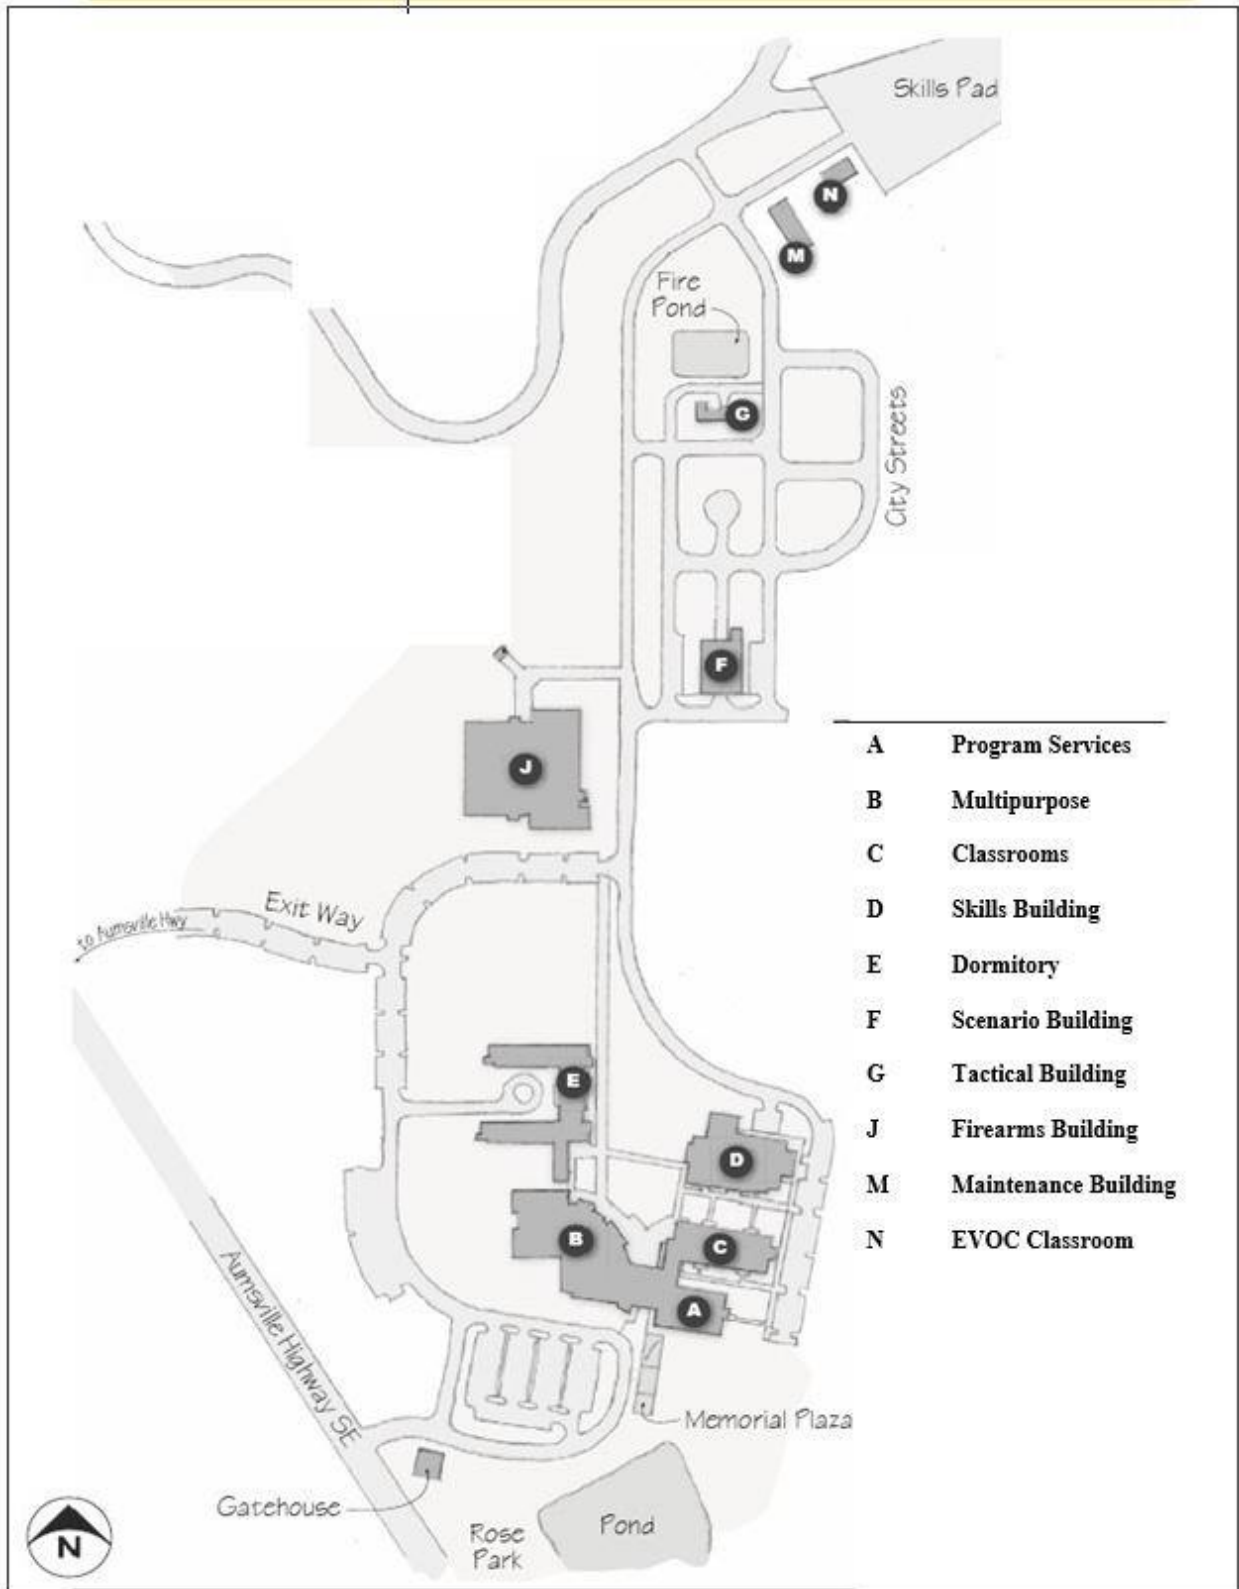 Skills Pad
N
M
Fire
Pond
G
City Streets
F
J
A Program Services
B Multipurpose
C Classrooms
D Skills Building
E Dormitory
F Scenario Building
G Tactical Building
J Firearms Building
M Maintenance Building
N EVOC Classroom
Exit Way
to Aumsville Hwy
E
D
B
C
A
Aumsville Highway SE
Memorial Plaza
Gatehouse
Rose
Park
Pond
N